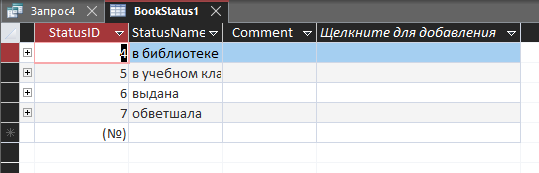 Запрос4 BookStatus1
StatusID StatusName Comment Щелкните для добавления
4 в библиотеке
5 в учебном кла
6 выдана
7 обветшала
(№)